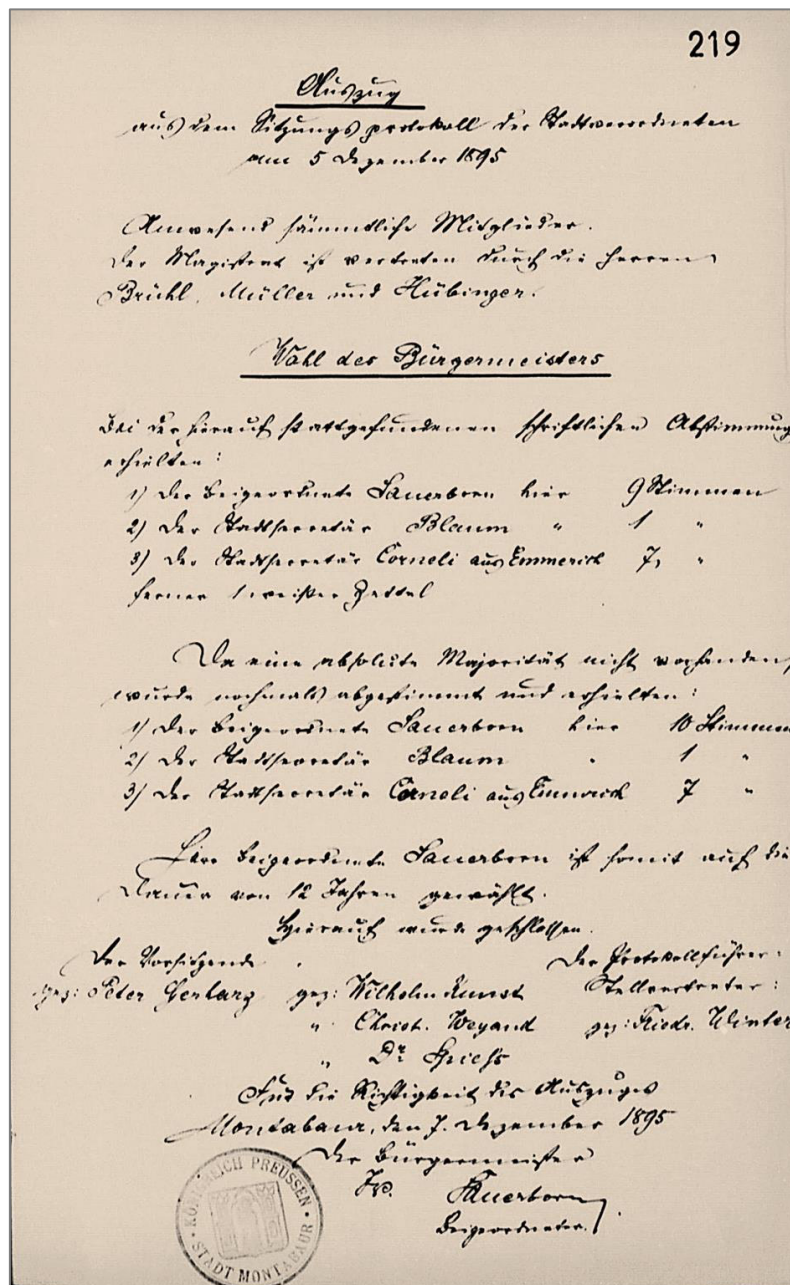 219
Auszug
aus dem Sitzungsprotokoll der Stadtverordneten
am 5 Dezember 1895
Anwesend sämmtliche Mitglieder.
Der Magistrat ist vertreten durch die Herren
Brühl, Müller und Hübinger.
Wahl des Bürgermeisters
Bei der hierauf stattgefundenen schriftlichen Abstimmung
erhielten:
1) Der Beigeordnete Sauerborn hier 9 Stimmen
2) Der Stadtsecretär Blaum " 1 "
3) Der Stadtsecretär Corneli aus Emmerich 7, "
ferner 1 weißer Zettel
Da eine absolute Majorität nicht vorhanden,
wurde nochmals abgestimmt und erhielten:
1) Der Beigeordnete Sauerborn hier 10 Stimmen
2) Der Stadtsecretär Blaum " 1 "
3) Der Stadtsecretär Corneli aus Emmerich 7 "
Herr Beigeordnete Sauerborn ist somit auf die
Dauer von 12 Jahren gewählt.
Hierauf wurde geschlossen.
Der Vorsitzende Der Protokollführer:
gez: Peter gez: Wilhelm Kunst Stellvertreter:
" Christ. Weyand gez: Friedr. Winter
" Dr. Spiess
Für die Richtigkeit des Auszuges
Montabaur, den 7. Dezember 1895
Der Bürgermeister
Sauerborn
Beigeordneter.
KÖNIGREICH PREUSSEN
STADT MONTABAUR